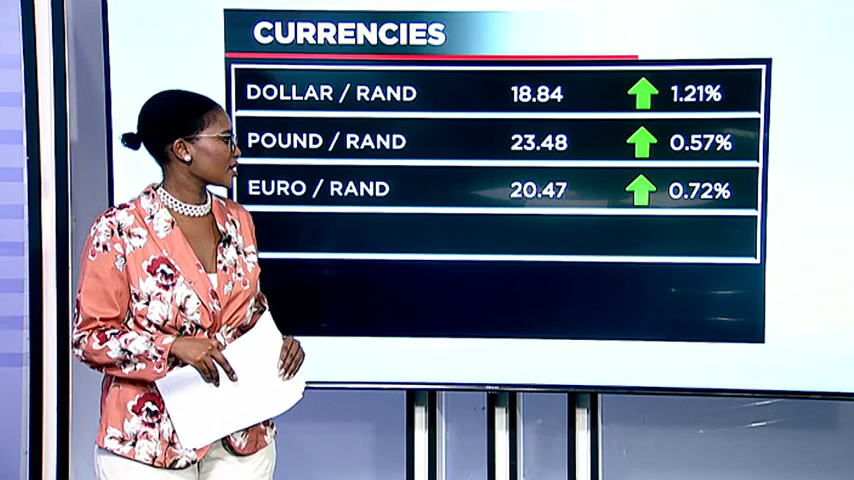 CURRENCIES
DOLLAR / RAND 18.84 1.21%
POUND / RAND 23.48 0.57%
EURO / RAND 20.47 0.72%